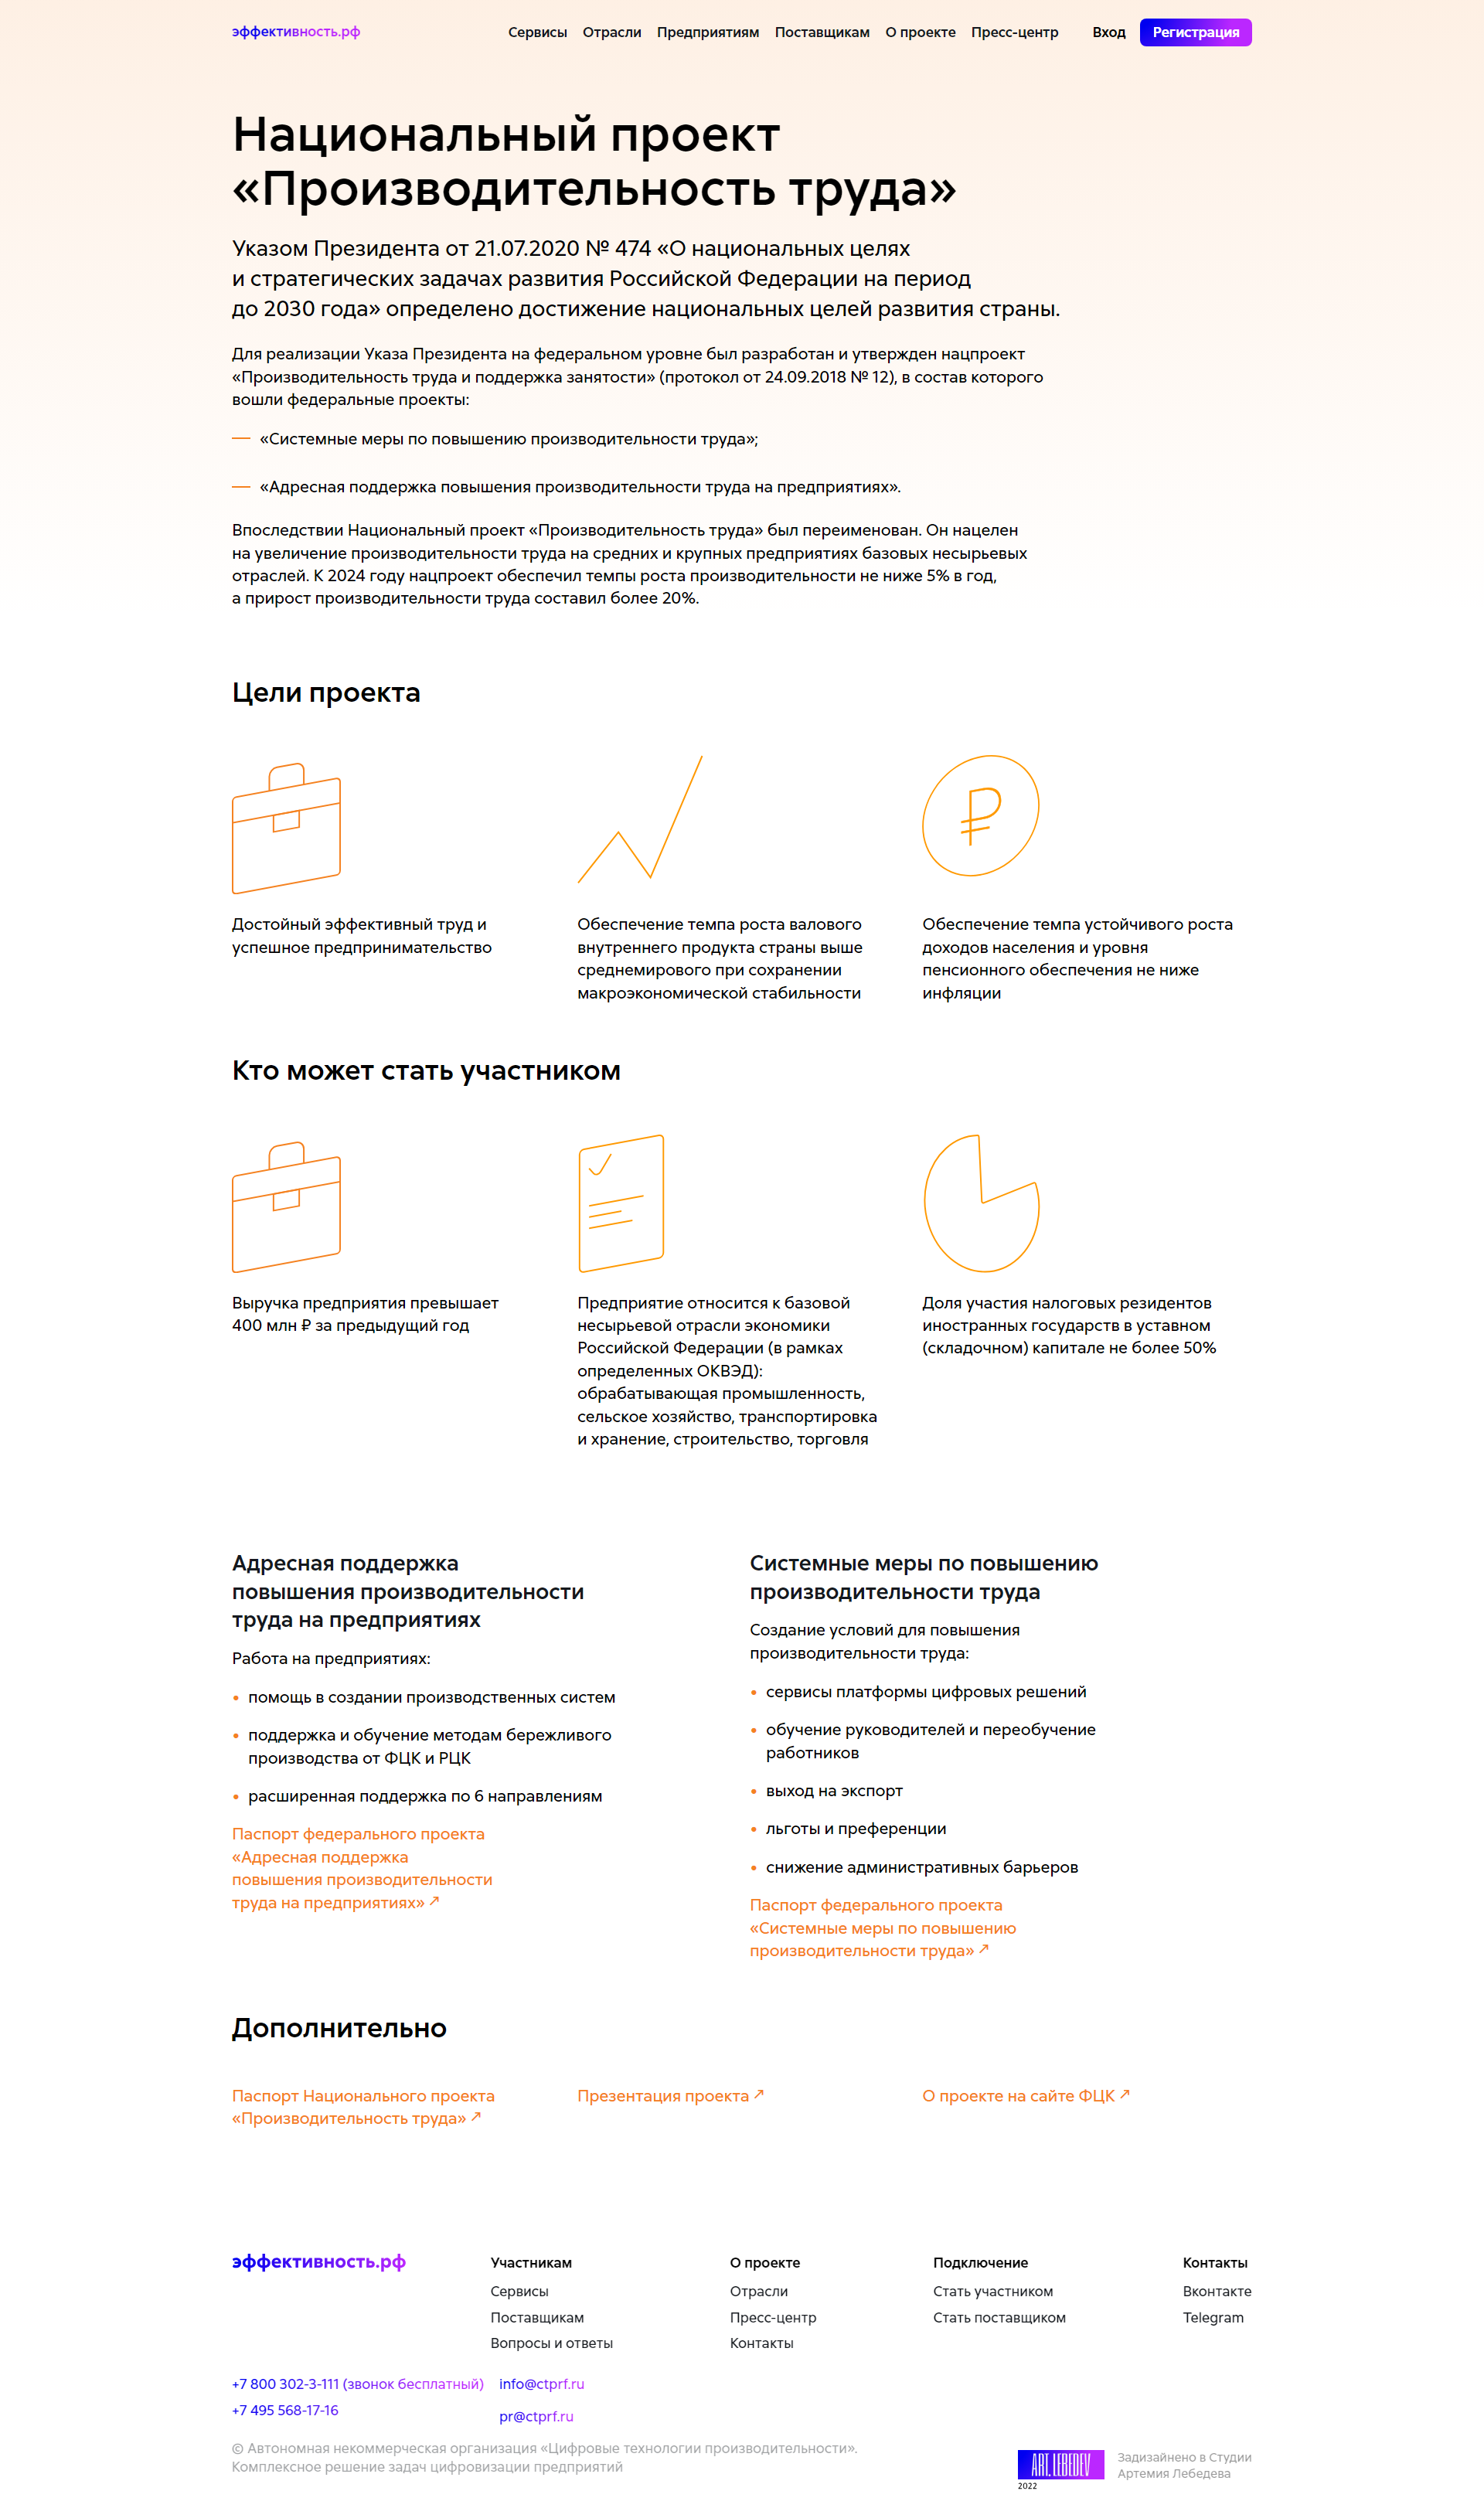 эффективность.рф
Сервисы Отрасли Предприятиям Поставщикам О проекте Пресс-центр Вход Регистрация
Национальный проект
«Производительность труда»
Указом Президента от 21.07.2020 № 474 «О национальных целях
и стратегических задачах развития Российской Федерации на период
до 2030 года» определено достижение национальных целей развития страны.
Для реализации Указа Президента на федеральном уровне был разработан и утвержден нацпроект
«Производительность труда и поддержка занятости» (протокол от 24.09.2018 № 12), в состав которого
вошли федеральные проекты:
— «Системные меры по повышению производительности труда»;
— «Адресная поддержка повышения производительности труда на предприятиях».
Впоследствии Национальный проект «Производительность труда» был переименован. Он нацелен
на увеличение производительности труда на средних и крупных предприятиях базовых несырьевых
отраслей. К 2024 году нацпроект обеспечил темпы роста производительности не ниже 5% в год,
а прирост производительности труда составил более 20%.
Цели проекта
₽
Достойный эффективный труд и
успешное предпринимательство
Обеспечение темпа роста валового
внутреннего продукта страны выше
среднемирового при сохранении
макроэкономической стабильности
Обеспечение темпа устойчивого роста
доходов населения и уровня
пенсионного обеспечения не ниже
инфляции
Кто может стать участником
Выручка предприятия превышает
400 млн ₽ за предыдущий год
Предприятие относится к базовой
несырьевой отрасли экономики
Российской Федерации (в рамках
определенных ОКВЭД):
обрабатывающая промышленность,
сельское хозяйство, транспортировка
и хранение, строительство, торговля
Доля участия налоговых резидентов
иностранных государств в уставном
(складочном) капитале не более 50%
Адресная поддержка
повышения производительности
труда на предприятиях
Работа на предприятиях:
• помощь в создании производственных систем
• поддержка и обучение методам бережливого
производства от ФЦК и РЦК
• расширенная поддержка по 6 направлениям
Паспорт федерального проекта
«Адресная поддержка
повышения производительности
труда на предприятиях» ↗
Системные меры по повышению
производительности труда
Создание условий для повышения
производительности труда:
• сервисы платформы цифровых решений
• обучение руководителей и переобучение
работников
• выход на экспорт
• льготы и преференции
• снижение административных барьеров
Паспорт федерального проекта
«Системные меры по повышению
производительности труда» ↗
Дополнительно
Паспорт Национального проекта
«Производительность труда» ↗
Презентация проекта ↗
О проекте на сайте ФЦК ↗
эффективность.рф
Участникам
Сервисы
Поставщикам
Вопросы и ответы
О проекте
Отрасли
Пресс-центр
Контакты
Подключение
Стать участником
Стать поставщиком
Контакты
Вконтакте
Telegram
+7 800 302-3-111 (звонок бесплатный)
+7 495 568-17-16
info@ctprf.ru
pr@ctprf.ru
© Автономная некоммерческая организация «Цифровые технологии производительности».
Комплексное решение задач цифровизации предприятий
ART. LEBEDEV
2022
Задизайнено в Студии
Артемия Лебедева